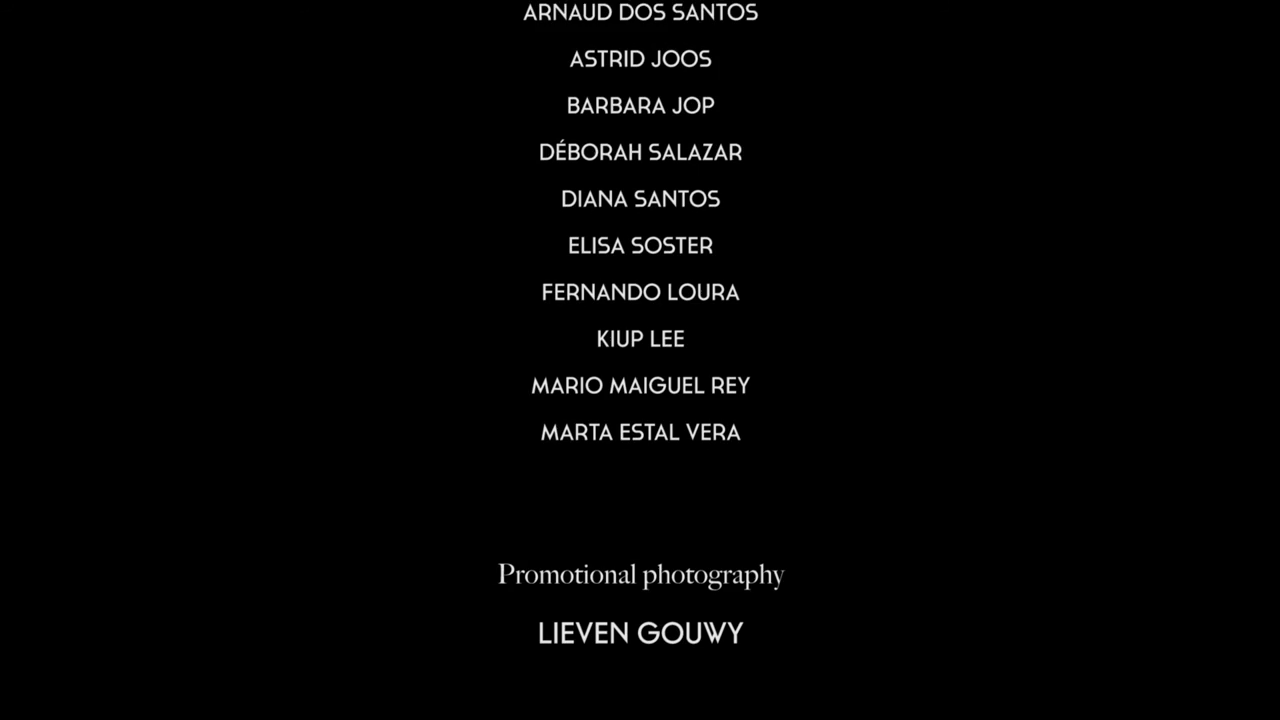 ARNAUD DOS SANTOS
ASTRID JOOS
BARBARA JOP
DÉBORAH SALAZAR
DIANA SANTOS
ELISA SOSTER
FERNANDO LOURA
KIUP LEE
MARIO MAIGUEL REY
MARTA ESTAL VERA
Promotional photography
LIEVEN GOUWY